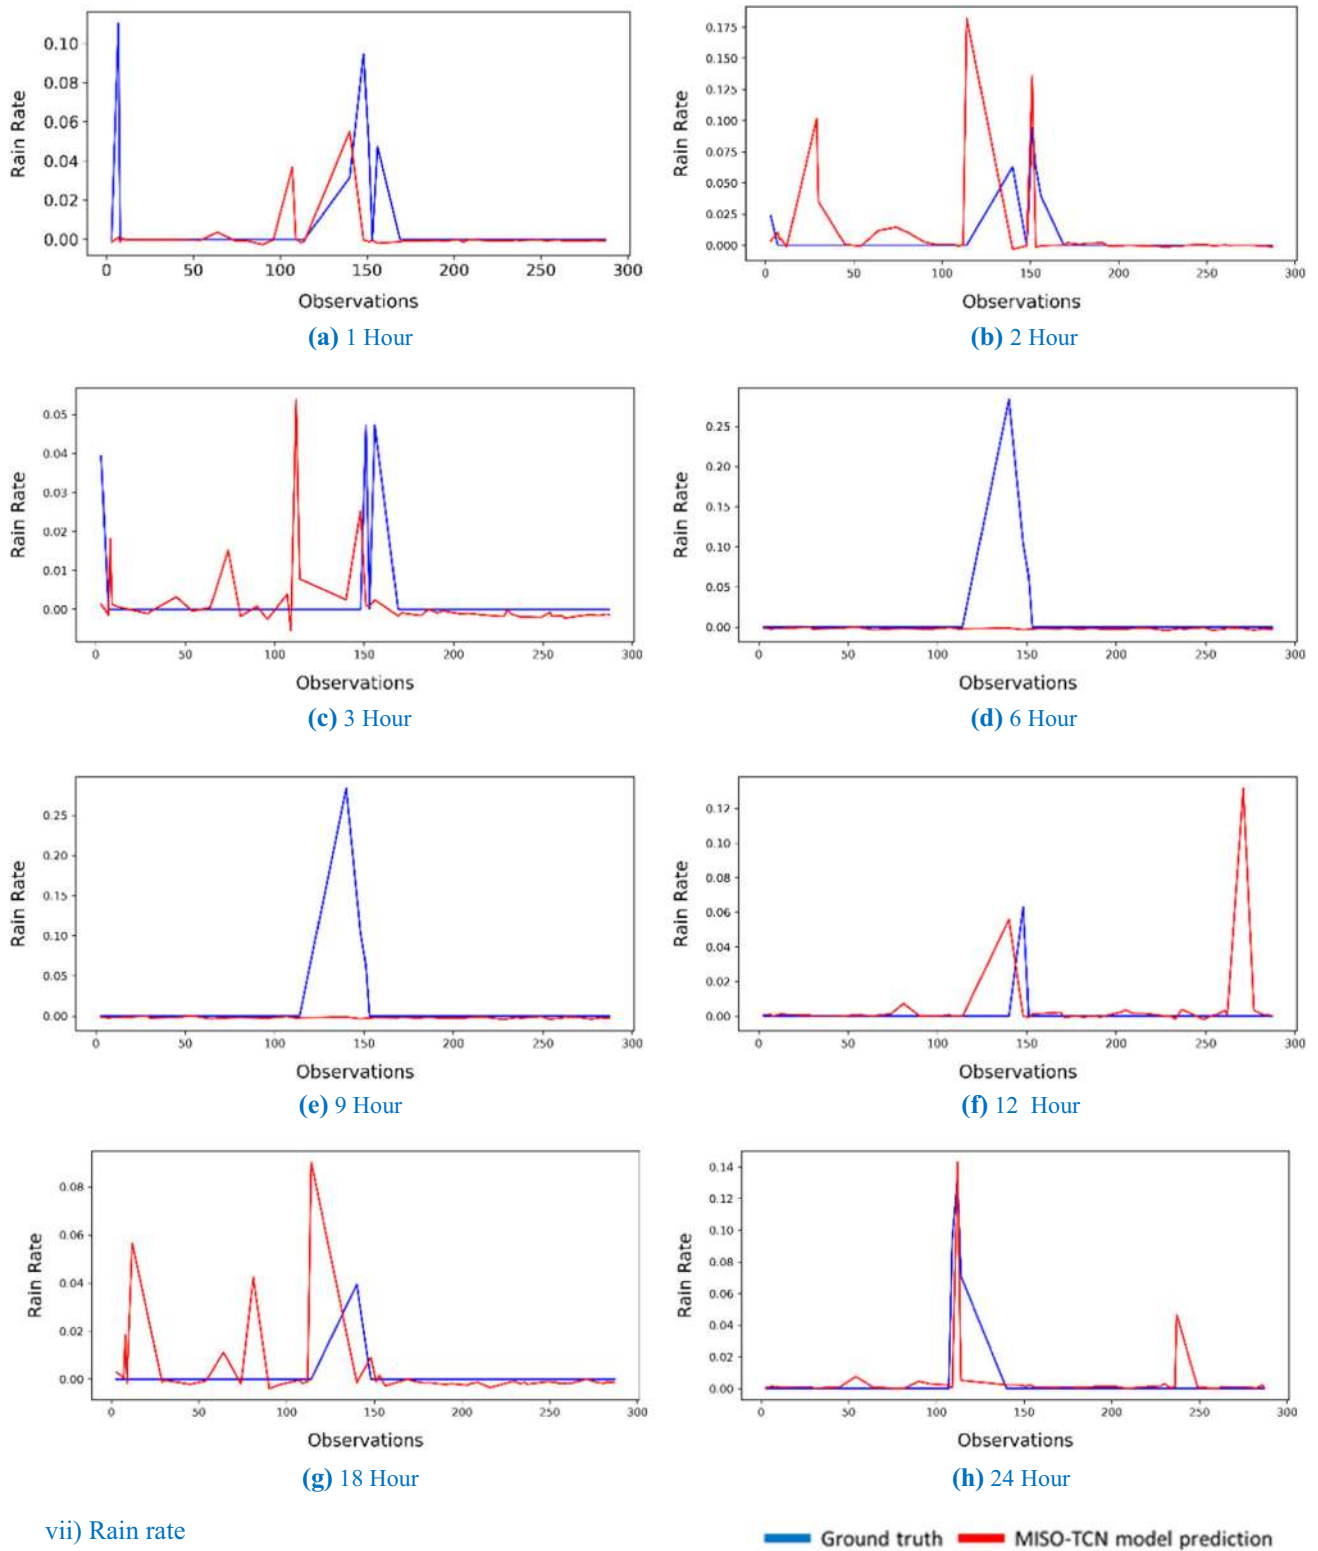 0.10
0.08
0.06
0.04
0.02
0.00
Rain Rate
0 50 100 150 200 250 300
Observations
(a) 1 Hour
0.175
0.150
0.125
0.100
0.075
0.050
0.025
0.000
Rain Rate
0 50 100 150 200 250 300
Observations
(b) 2 Hour
0.05
0.04
0.03
0.02
0.01
0.00
Rain Rate
0 50 100 150 200 250 300
Observations
(c) 3 Hour
0.25
0.20
0.15
0.10
0.05
0.00
Rain Rate
0 50 100 150 200 250 300
Observations
(d) 6 Hour
0.25
0.20
0.15
0.10
0.05
0.00
Rain Rate
0 50 100 150 200 250 300
Observations
(e) 9 Hour
0.12
0.10
0.08
0.06
0.04
0.02
0.00
Rain Rate
0 50 100 150 200 250 300
Observations
(f) 12 Hour
0.08
0.06
0.04
0.02
0.00
Rain Rate
0 50 100 150 200 250 300
Observations
(g) 18 Hour
0.14
0.12
0.10
0.08
0.06
0.04
0.02
0.00
Rain Rate
0 50 100 150 200 250 300
Observations
(h) 24 Hour
vii) Rain rate
Ground truth MISO-TCN model prediction